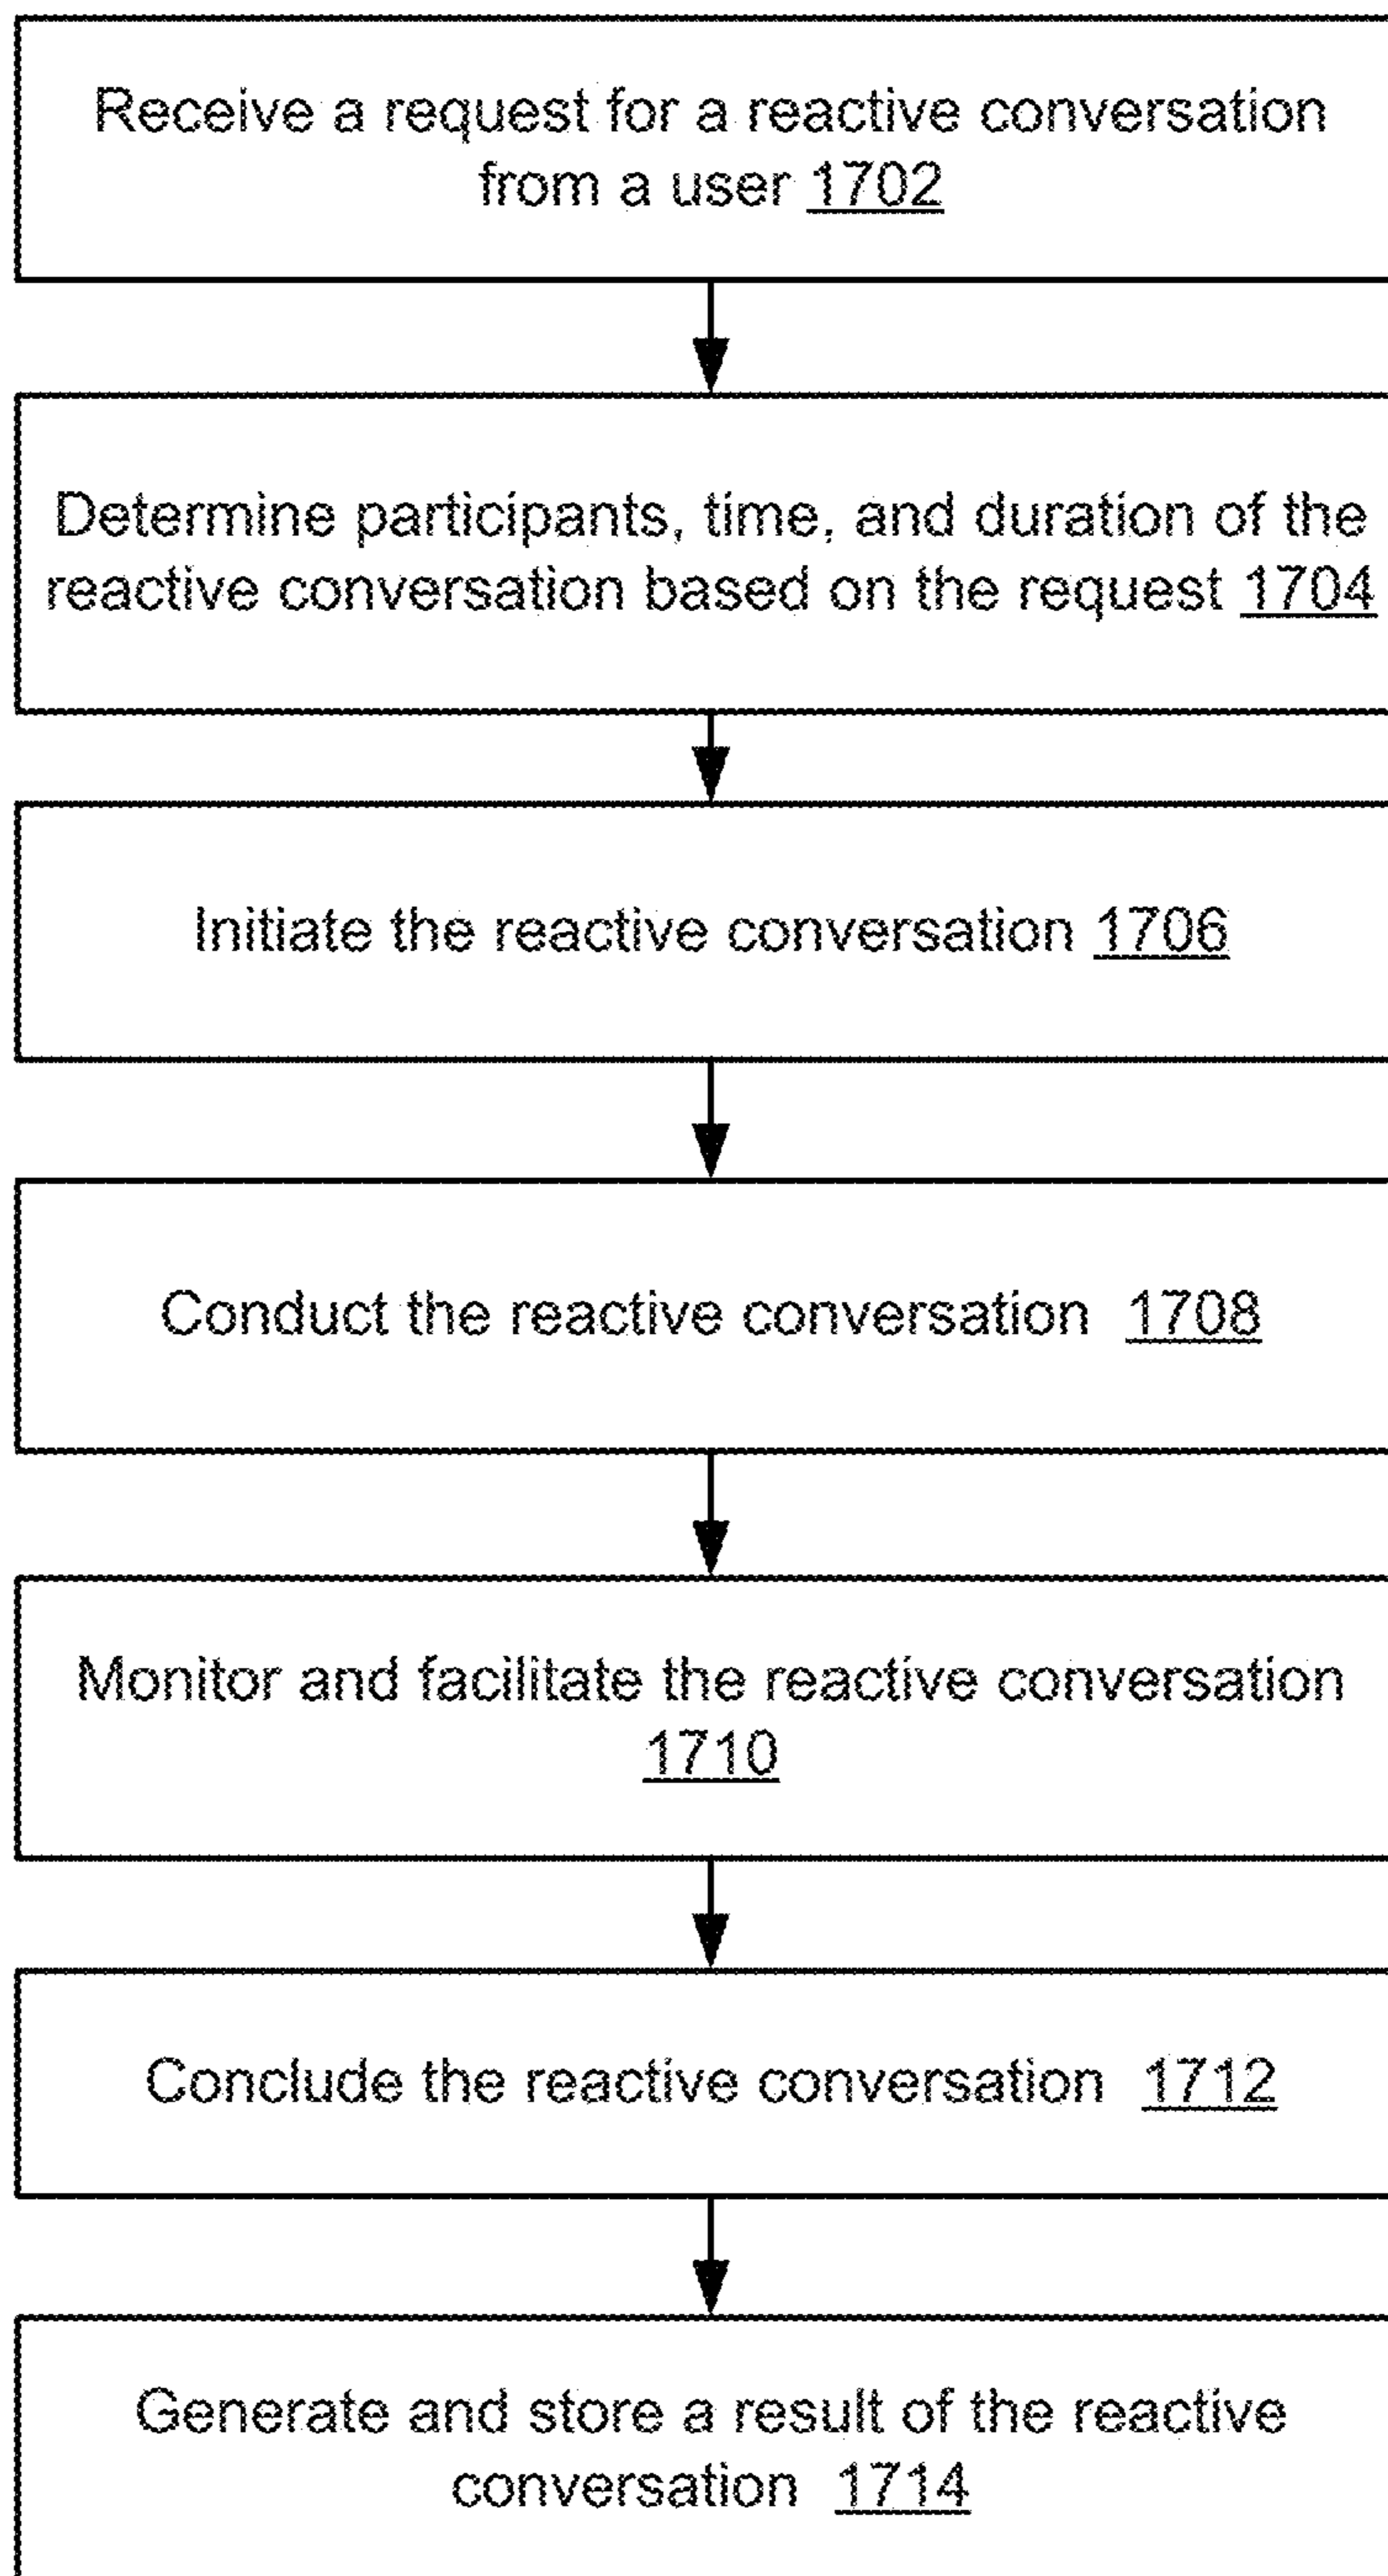 Receive a request for a reactive conversation
from a user 1702
Determine participants, time, and duration of the
reactive conversation based on the request 1704
Initiate the reactive conversation 1706
Conduct the reactive conversation 1708
Monitor and facilitate the reactive conversation
1710
Conclude the reactive conversation 1712
Generate and store a result of the reactive
conversation 1714